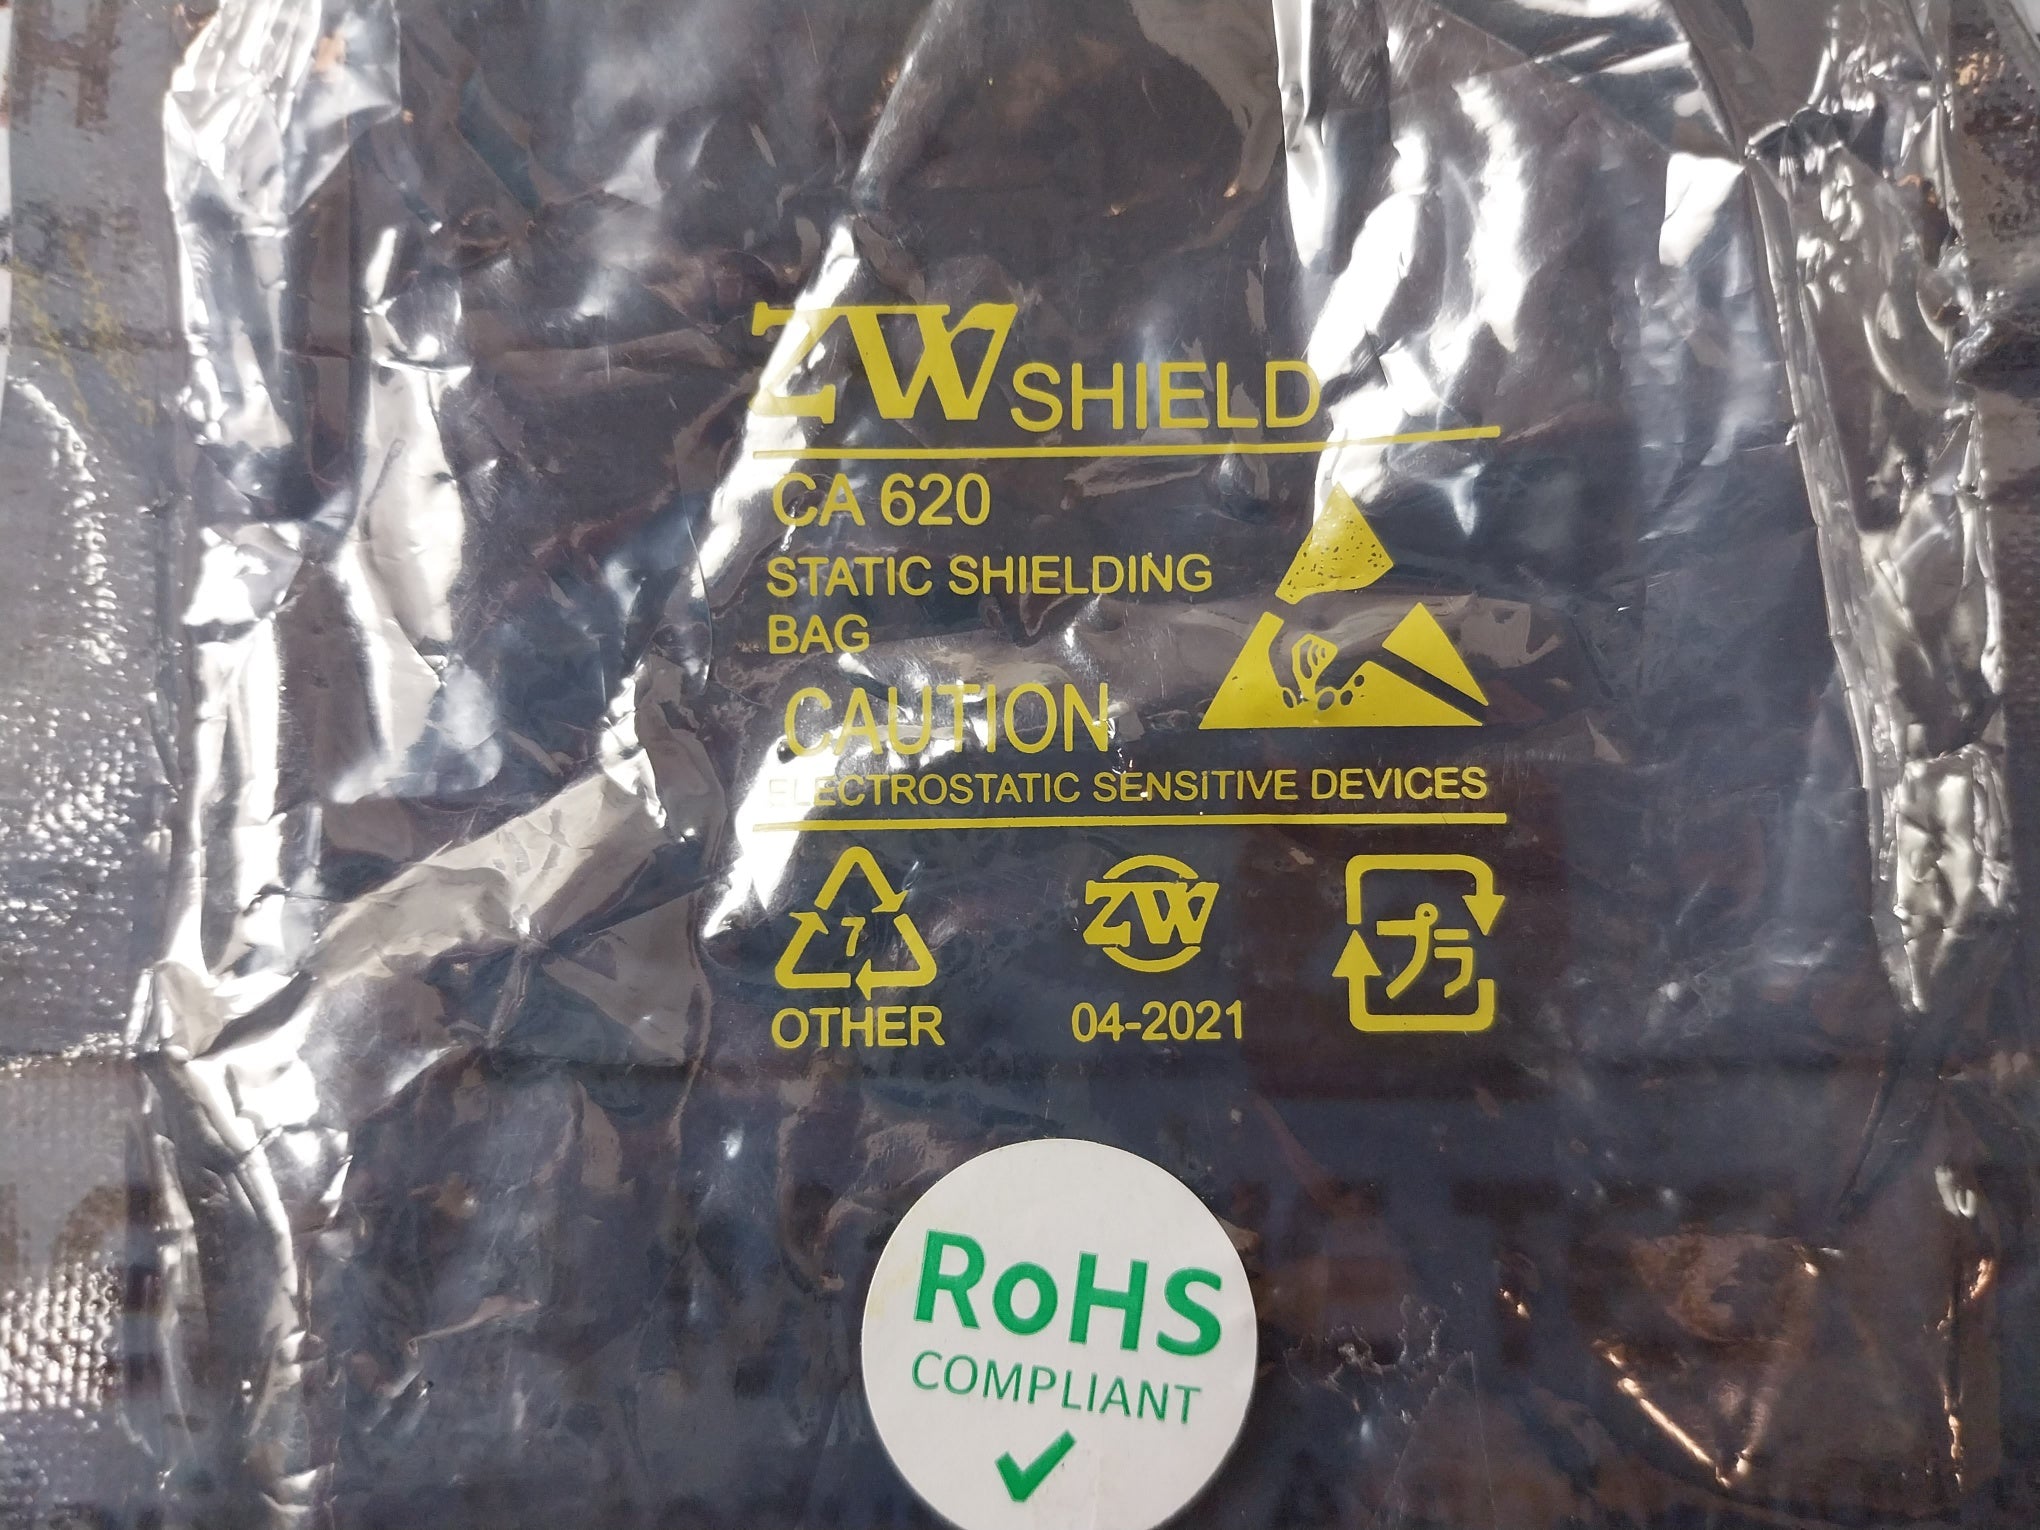 ZW SHIELD
CA 620
STATIC SHIELDING
BAG
CAUTION
ELECTROSTATIC SENSITIVE DEVICES
7
OTHER
ZW
04-2021
プラ
RoHS
COMPLIANT